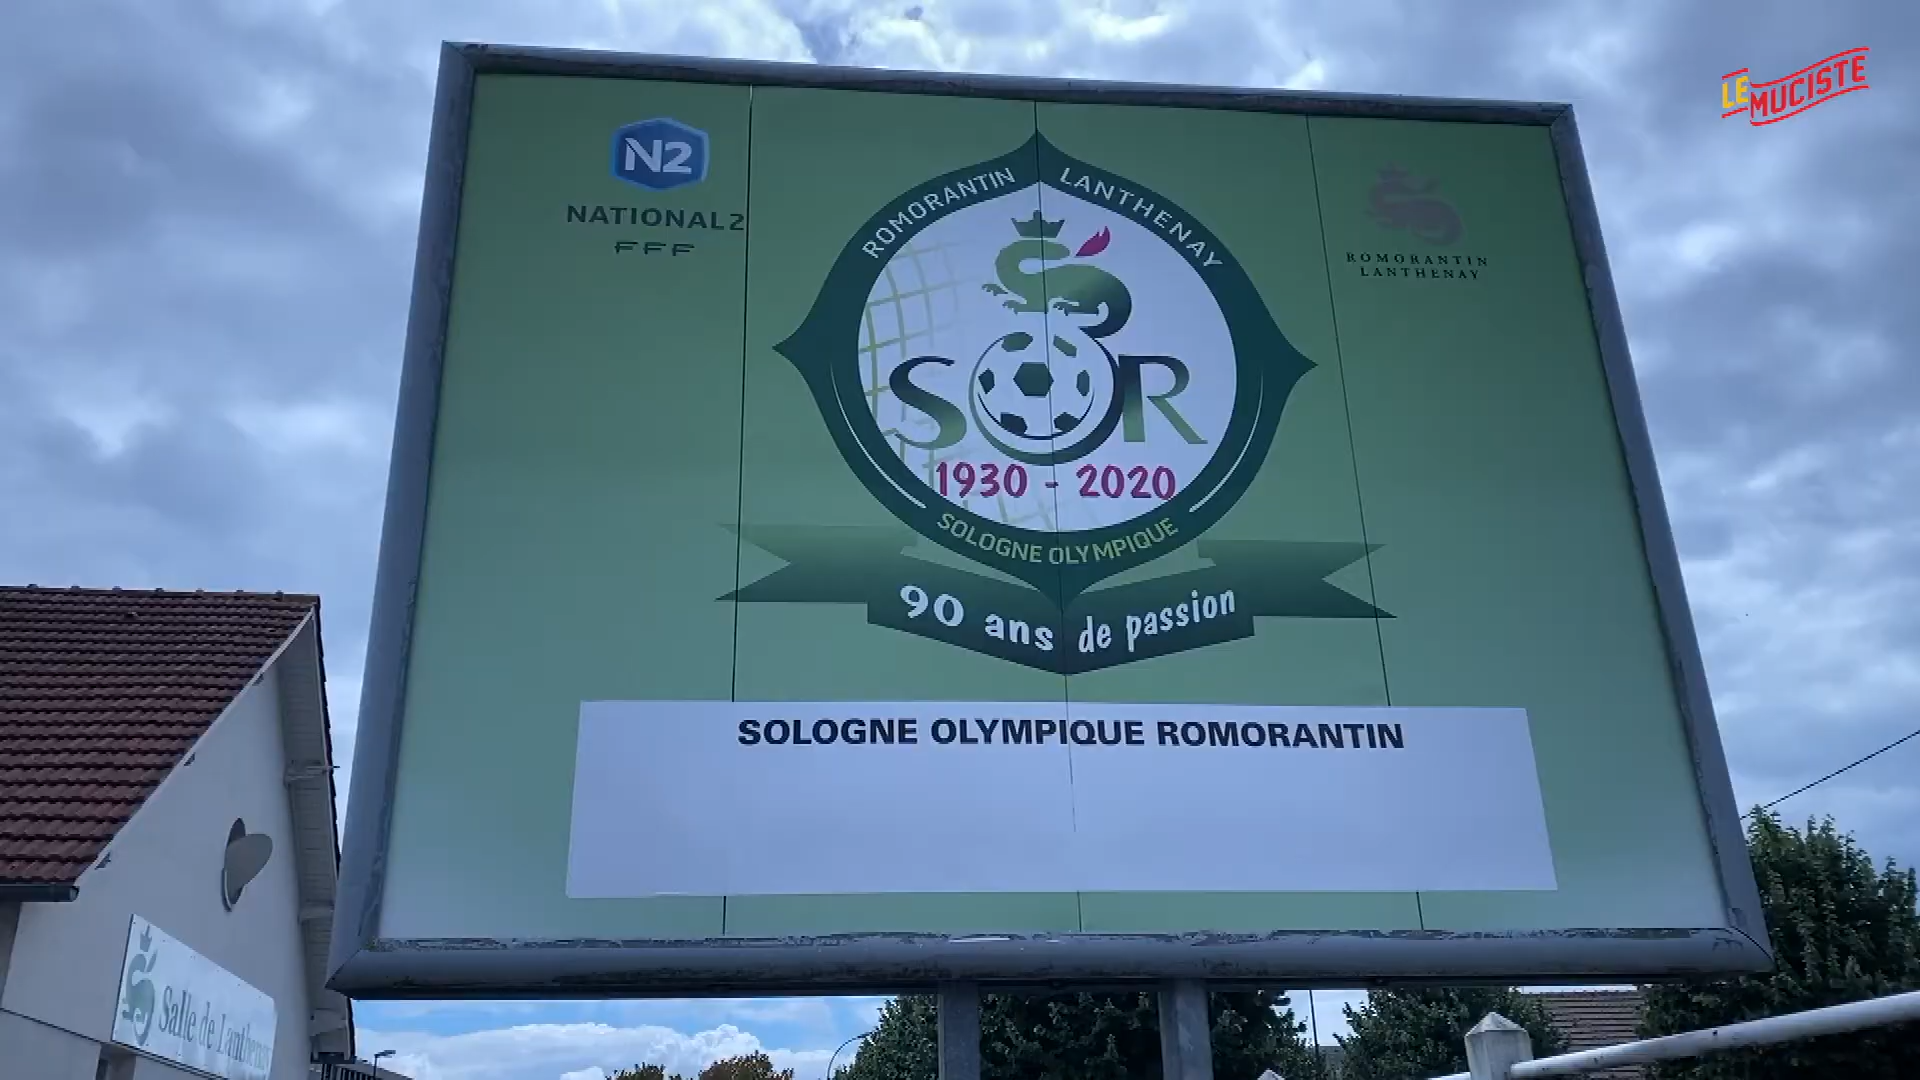 LE MUCISTE
N2
NATIONAL2
FFF
ROMORANTIN LANTHENAY
SOR
1930 - 2020
SOLOGNE OLYMPIQUE
90 ans de passion
ROMORANTIN
LANTHENAY
SOLOGNE OLYMPIQUE ROMORANTIN
Salle de Lanthenay